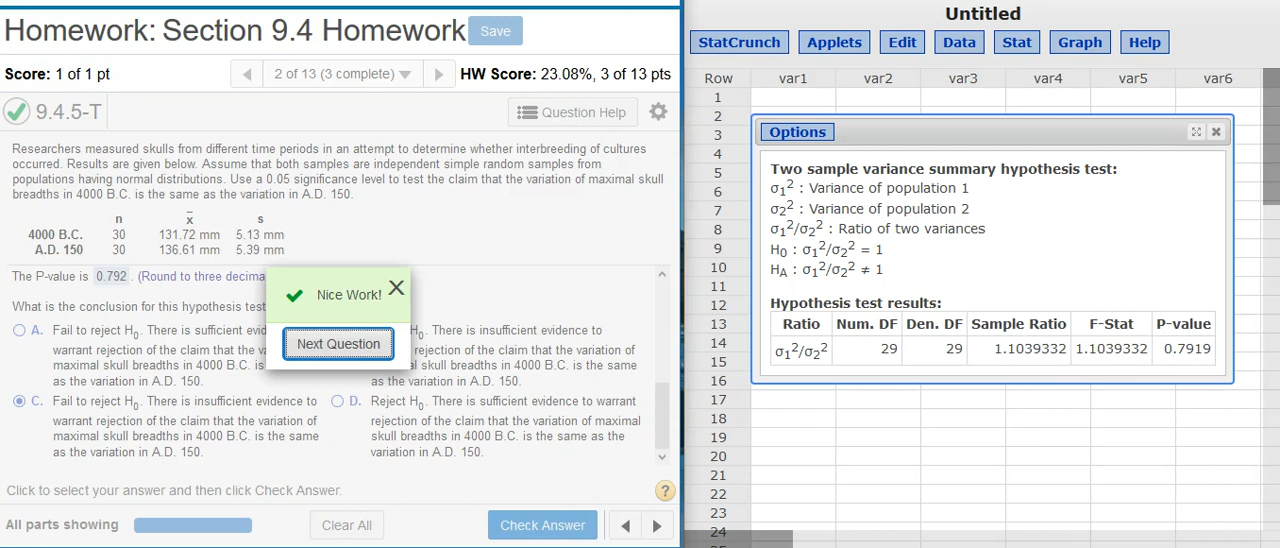 Homework: Section 9.4 Homework
Save
Score: 1 of 1 pt
2 of 13 (3 complete)
HW Score: 23.08%, 3 of 13 pts
9.4.5-T
Question Help
Researchers measured skulls from different time periods in an attempt to determine whether interbreeding of cultures
occurred. Results are given below. Assume that both samples are independent simple random samples from
populations having normal distributions. Use a 0.05 significance level to test the claim that the variation of maximal skull
breadths in 4000 B.C. is the same as the variation in A.D. 150.
n x̄ s
4000 B.C. 30 131.72 mm 5.13 mm
A.D. 150 30 136.61 mm 5.39 mm
The P-value is 0.792. (Round to three decima
What is the conclusion for this hypothesis test
A. Fail to reject H0. There is sufficient evid
warrant rejection of the claim that the va
maximal skull breadths in 4000 B.C. is
as the variation in A.D. 150.
H0. There is insufficient evidence to
rejection of the claim that the variation of
skull breadths in 4000 B.C. is the same
as the variation in A.D. 150.
C. Fail to reject H0. There is insufficient evidence to
warrant rejection of the claim that the variation of
maximal skull breadths in 4000 B.C. is the same
as the variation in A.D. 150.
D. Reject H0. There is sufficient evidence to warrant
rejection of the claim that the variation of maximal
skull breadths in 4000 B.C. is the same as the
variation in A.D. 150.
Nice Work!
Next Question
Click to select your answer and then click Check Answer.
?
All parts showing
Clear All
Check Answer
Untitled
StatCrunch Applets Edit Data Stat Graph Help
Row var1 var2 var3 var4 var5 var6
1
2
3
4
5
6
7
8
9
10
11
12
13
14
15
16
17
18
19
20
21
22
23
24
Options
Two sample variance summary hypothesis test:
σ1² : Variance of population 1
σ2² : Variance of population 2
σ1²/σ2² : Ratio of two variances
H0 : σ1²/σ2² = 1
HA : σ1²/σ2² ≠ 1
Hypothesis test results:
Ratio Num. DF Den. DF Sample Ratio F-Stat P-value
σ1²/σ2² 29 29 1.1039332 1.1039332 0.7919